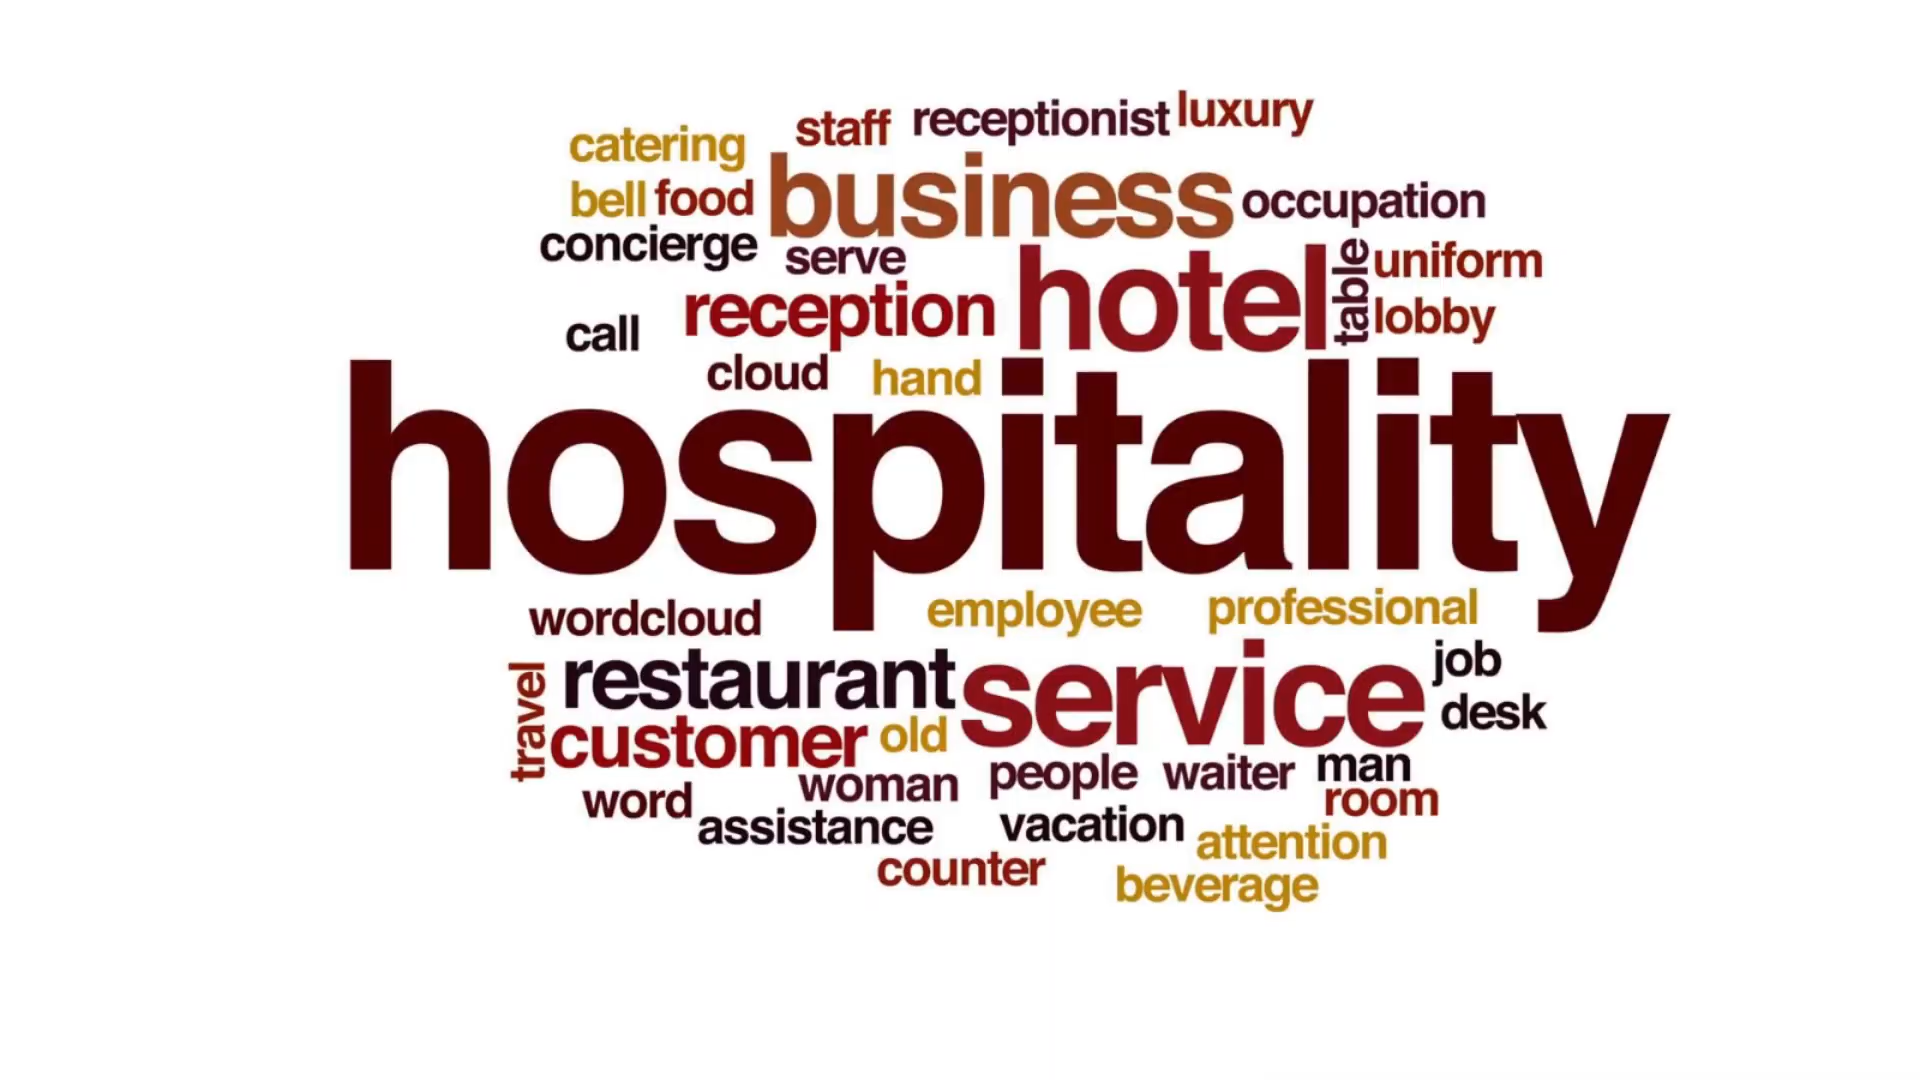 catering staff receptionist luxury
bell food business occupation
concierge serve hotel table uniform
call reception lobby
cloud hand
hospitality
wordcloud employee professional
travel restaurant service job
customer old desk
woman people waiter man
word room
assistance vacation attention
counter beverage